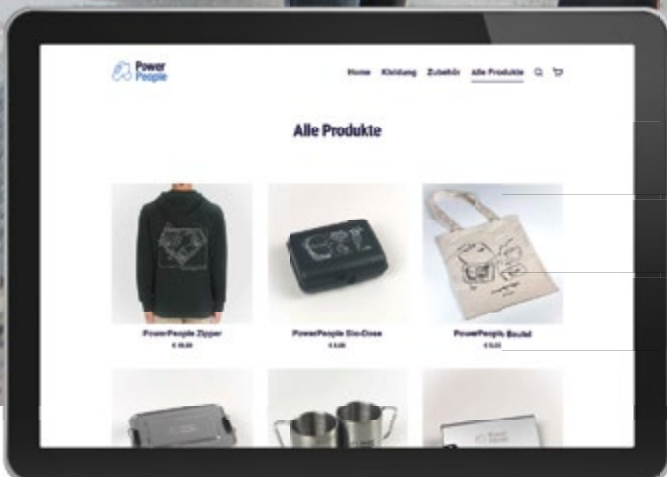 Power
People
Home Kleidung Zubehör Alle Produkte
Alle Produkte
PowerPeople Zipper
PowerPeople Bio-Dose
PowerPeople Beutel